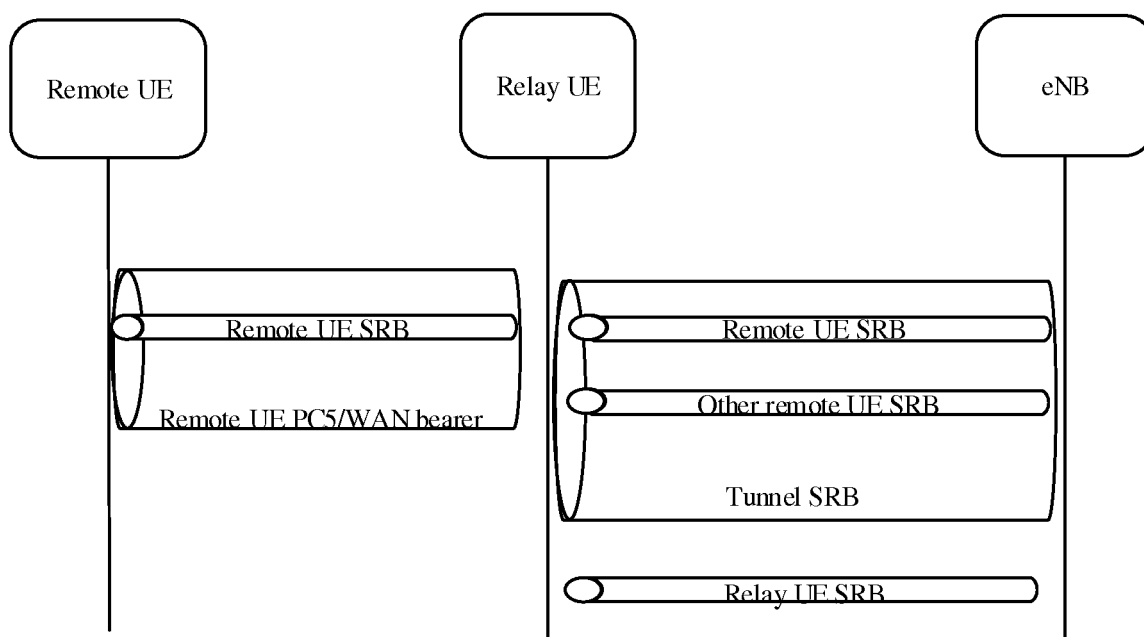 Remote UE
Relay UE
eNB
Remote UE SRB
Remote UE SRB
Other remote UE SRB
Remote UE PC5/WAN bearer
Tunnel SRB
Relay UE SRB